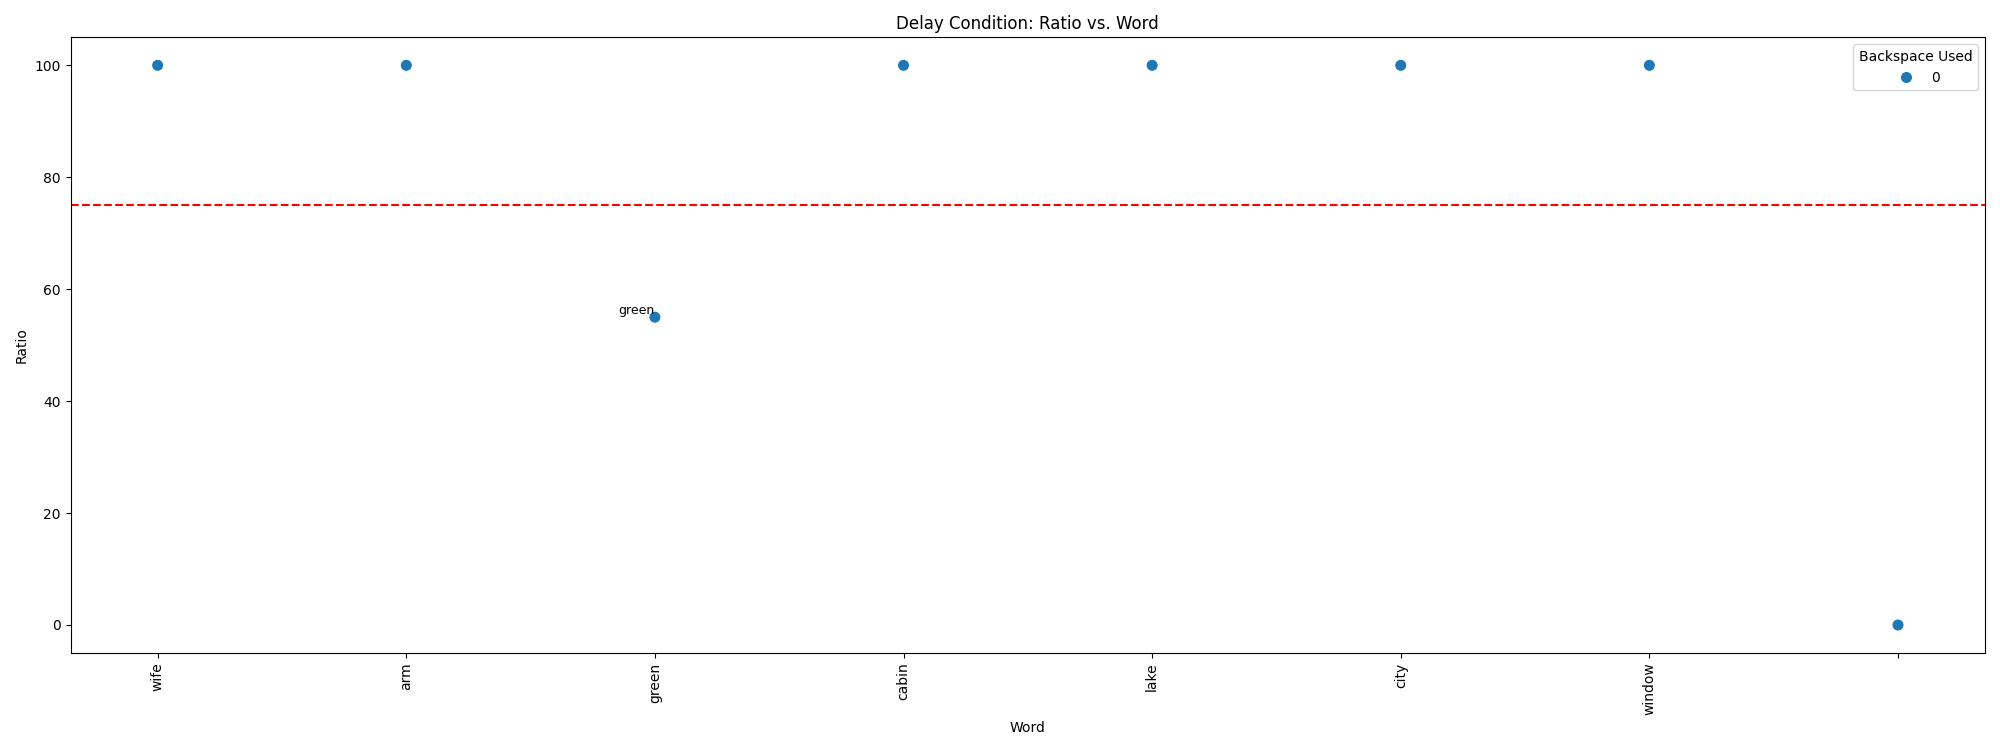 Delay Condition: Ratio vs. Word
Backspace Used
0
100
80
60
40
20
0
Ratio
green
wife
arm
green
cabin
lake
city
window
Word